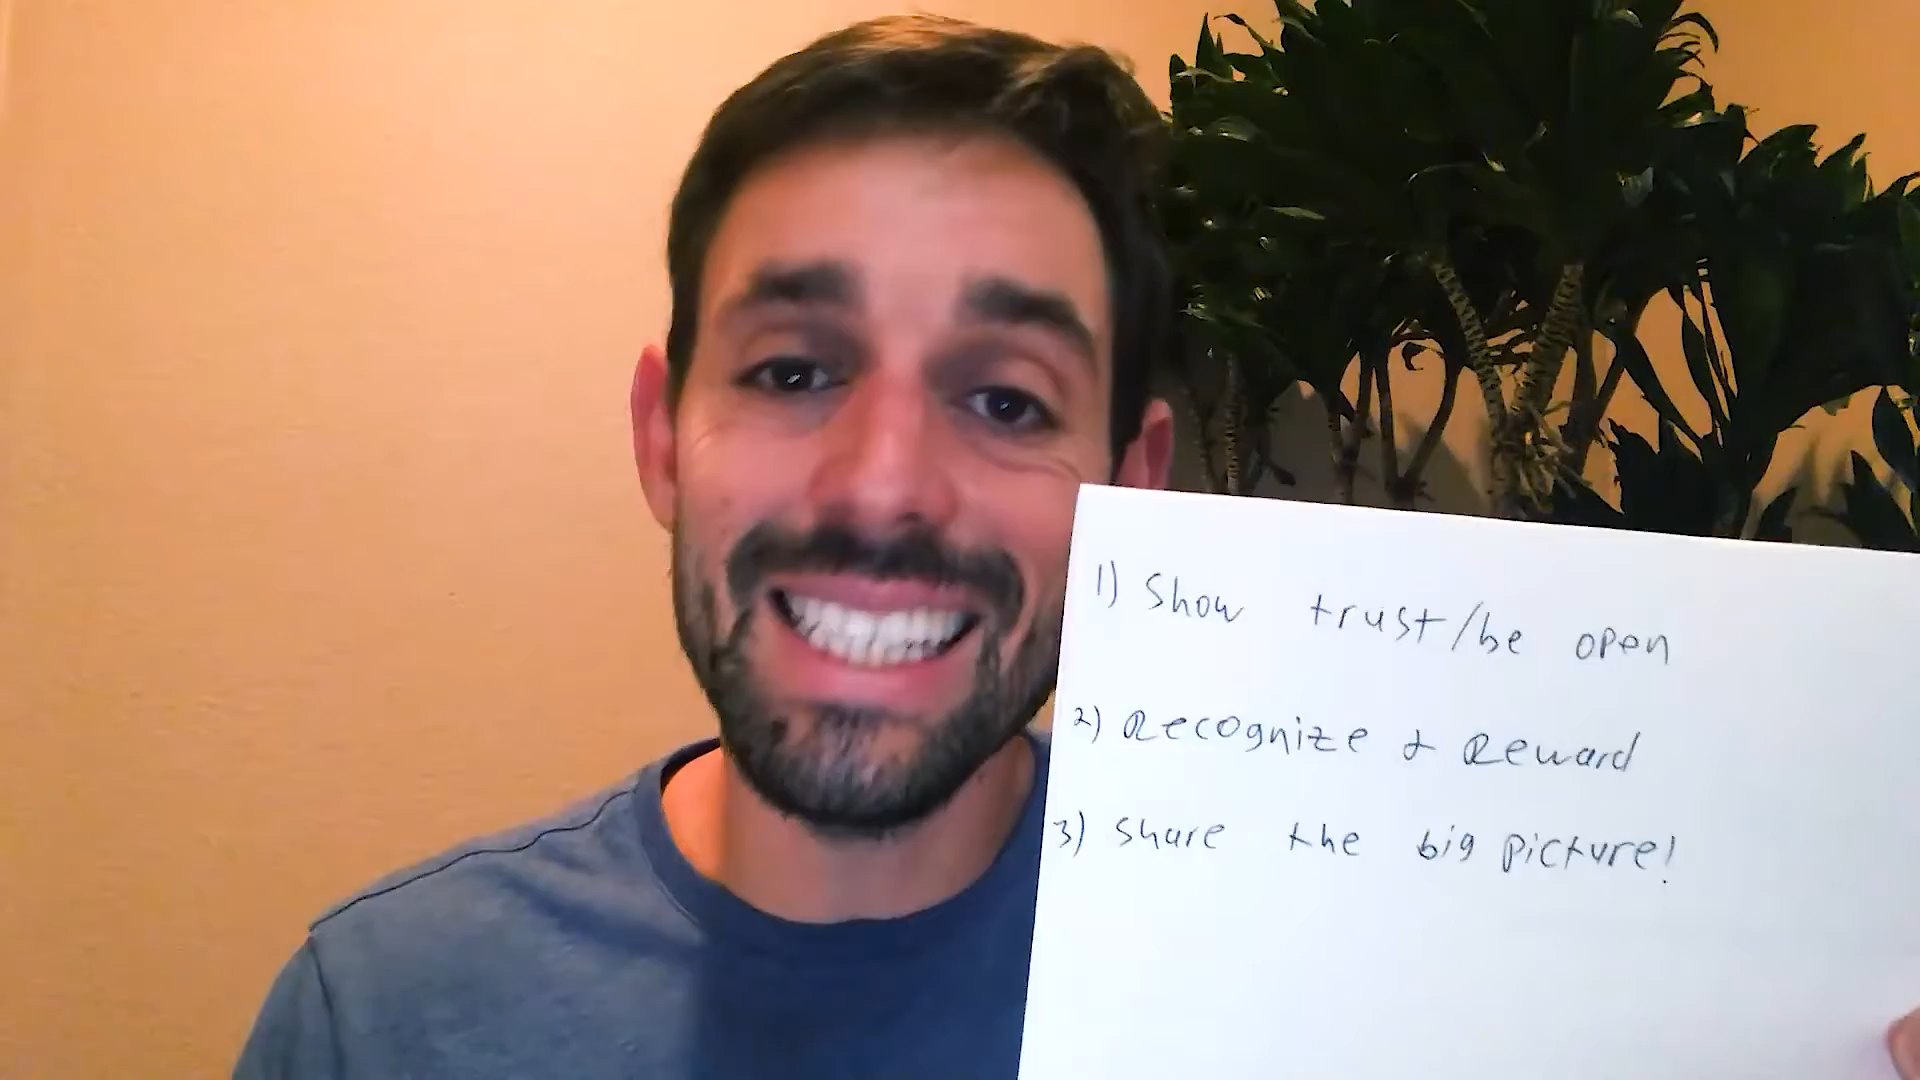 1) Show trust/be open
2) Recognize & Reward
3) Share the big picture!